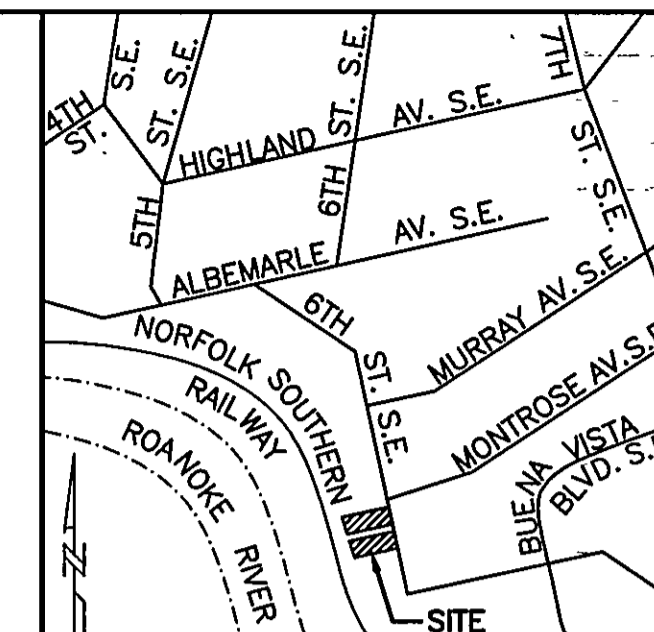 4TH
ST.
S.E.
5TH
ST. S.E.
6TH
ST. S.E.
7TH
ST. S.E.
HIGHLAND
AV. S.E.
ALBEMARLE
AV. S.E.
6TH
ST. S.E.
MURRAY AV. S.E.
MONTROSE AV. S.E.
BUENA VISTA
BLVD. S.E.
NORFOLK SOUTHERN
RAILWAY
ROANOKE
RIVER
N
SITE